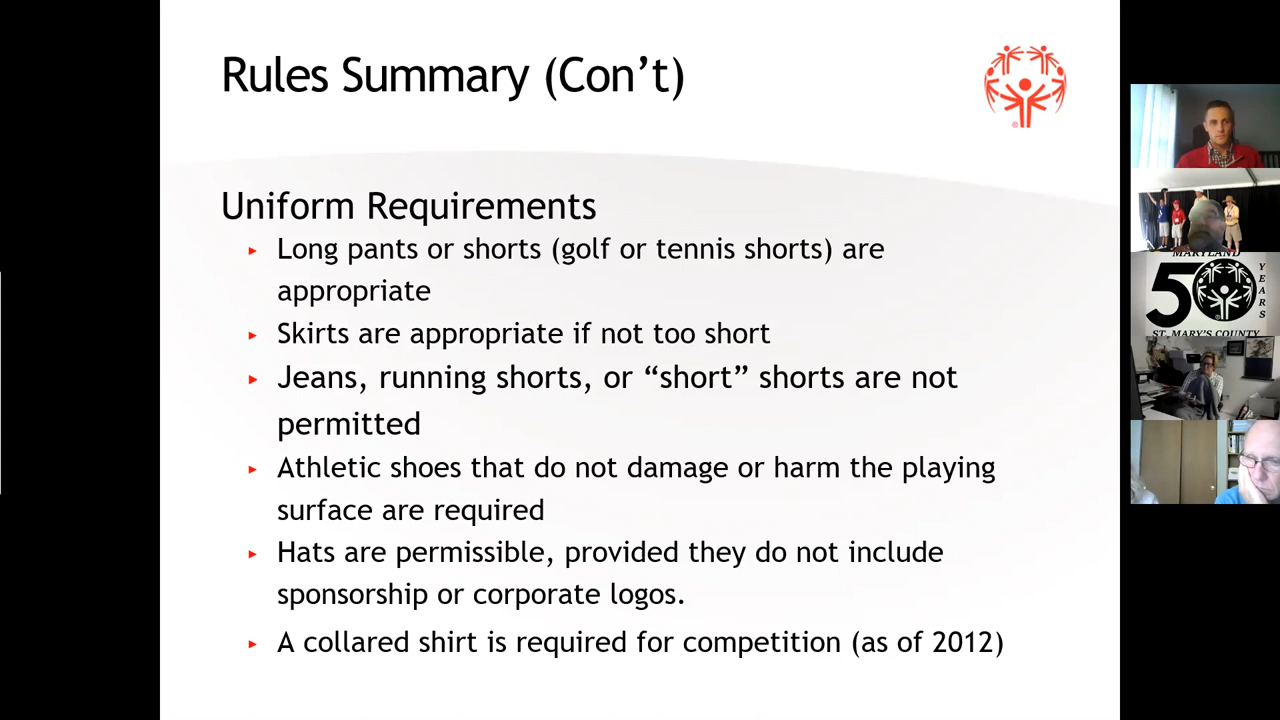 Rules Summary (Con’t)
Uniform Requirements
Long pants or shorts (golf or tennis shorts) are
appropriate
Skirts are appropriate if not too short
Jeans, running shorts, or “short” shorts are not
permitted
Athletic shoes that do not damage or harm the playing
surface are required
Hats are permissible, provided they do not include
sponsorship or corporate logos.
A collared shirt is required for competition (as of 2012)
MARYLAND
50
YEARS
ST. MARY'S COUNTY